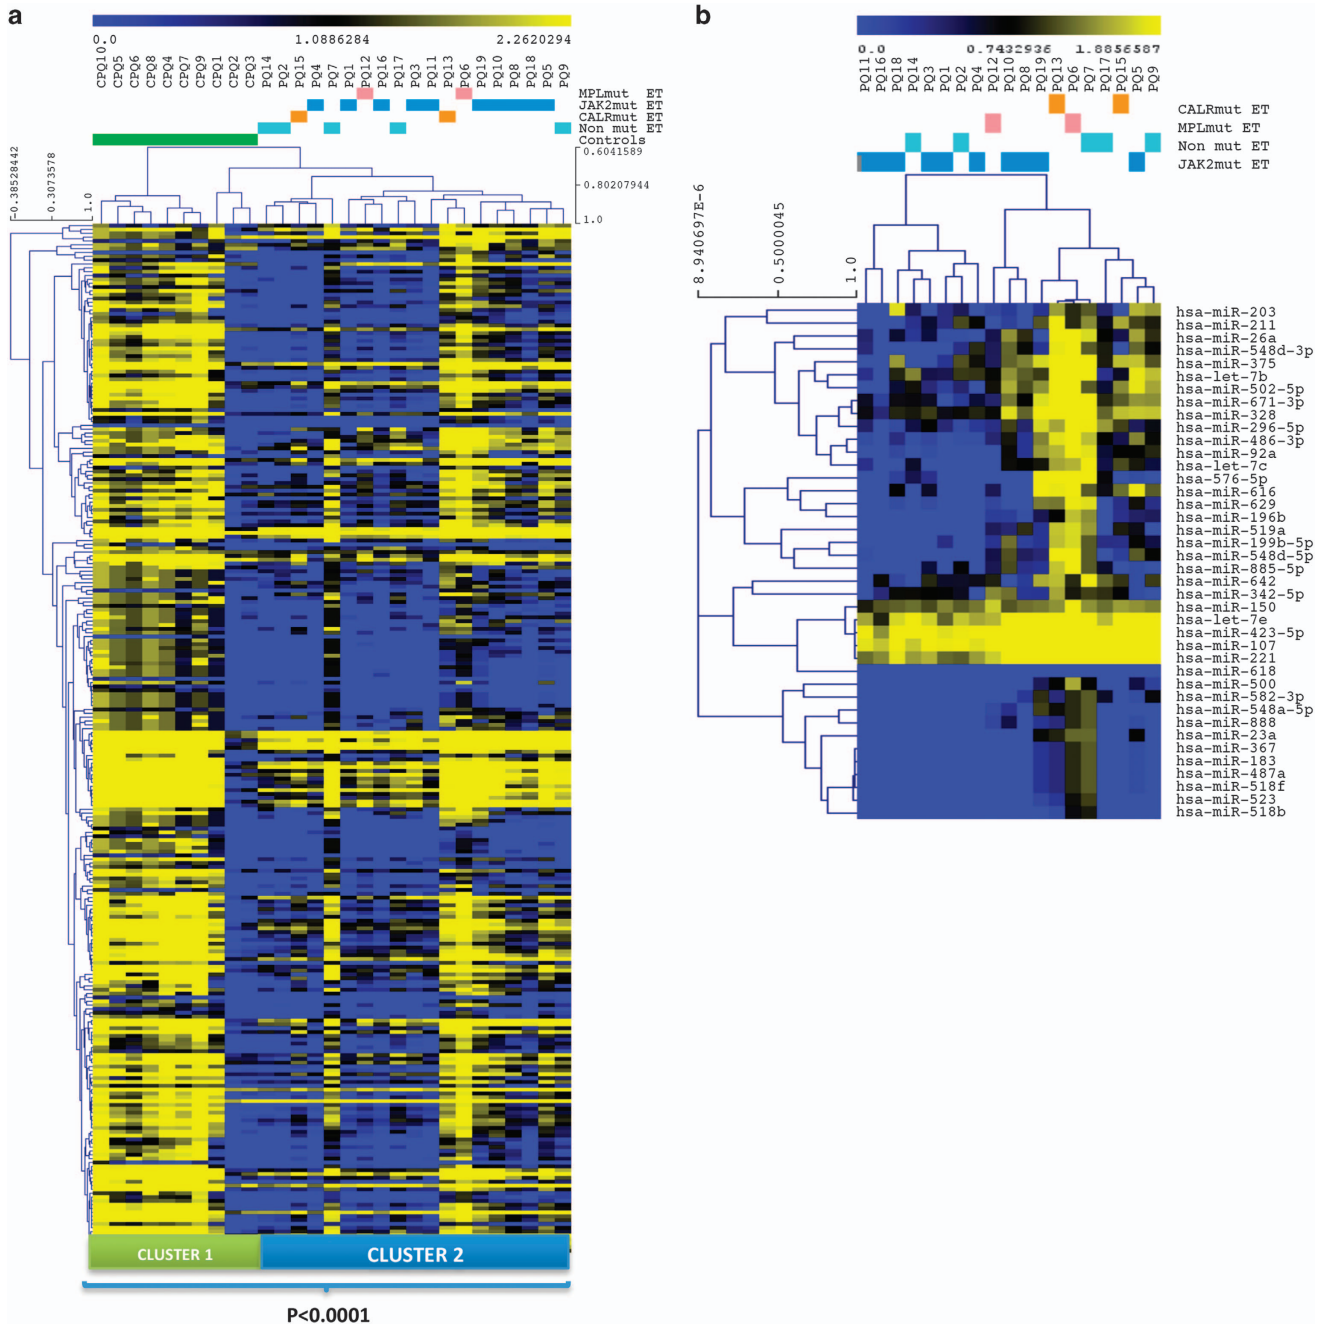 a
0.0 1.0886284 2.2620294
CPQ10 CPQ5 CPQ6 CPQ8 CPQ4 CPQ7 CPQ9 CPQ1 CPQ2 CPQ3 PQ14 PQ2 PQ15 PQ4 PQ7 PQ1 PQ12 PQ16 PQ17 PQ3 PQ11 PQ13 PQ6 PQ19 PQ10 PQ8 PQ18 PQ5 PQ9
MPLmut ET
JAK2mut ET
CALRmut ET
Non mut ET
Controls
-0.38528442 0.3073578 1.0
0.6041589
0.80207944
1.0
CLUSTER 1 CLUSTER 2
P<0.0001
b
0.0 0.7432936 1.8856587
PQ11 PQ16 PQ18 PQ14 PQ3 PQ1 PQ2 PQ4 PQ12 PQ10 PQ8 PQ19 PQ13 PQ6 PQ7 PQ17 PQ15 PQ5 PQ9
CALRmut ET
MPLmut ET
Non mut ET
JAK2mut ET
8.940697E-6 0.5000045 1.0
hsa-miR-203
hsa-miR-211
hsa-miR-26a
hsa-miR-548d-3p
hsa-miR-375
hsa-let-7b
hsa-miR-502-5p
hsa-miR-671-3p
hsa-miR-328
hsa-miR-296-5p
hsa-miR-486-3p
hsa-miR-92a
hsa-let-7c
hsa-576-5p
hsa-miR-616
hsa-miR-629
hsa-miR-196b
hsa-miR-519a
hsa-miR-199b-5p
hsa-miR-548d-5p
hsa-miR-885-5p
hsa-miR-642
hsa-miR-342-5p
hsa-miR-150
hsa-let-7e
hsa-miR-423-5p
hsa-miR-107
hsa-miR-221
hsa-miR-618
hsa-miR-500
hsa-miR-582-3p
hsa-miR-548a-5p
hsa-miR-888
hsa-miR-23a
hsa-miR-367
hsa-miR-183
hsa-miR-487a
hsa-miR-518f
hsa-miR-523
hsa-miR-518b